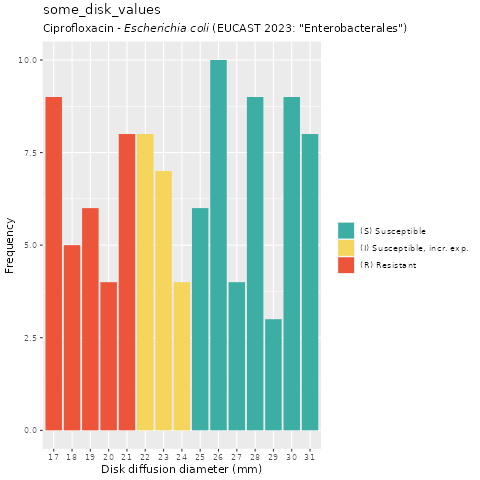 some_disk_values
Ciprofloxacin - Escherichia coli (EUCAST 2023: "Enterobacterales")
Frequency
10.0
7.5
5.0
2.5
0.0
17 18 19 20 21 22 23 24 25 26 27 28 29 30 31
Disk diffusion diameter (mm)
(S) Susceptible
(I) Susceptible, incr. exp.
(R) Resistant